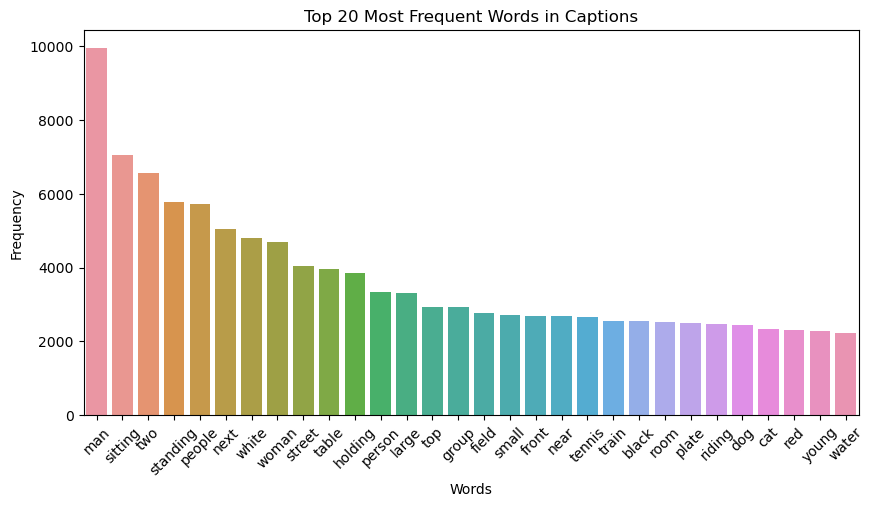 Top 20 Most Frequent Words in Captions
Frequency
10000
8000
6000
4000
2000
0
man
sitting
two
standing
people
next
white
woman
street
table
holding
person
large
top
group
field
small
front
near
tennis
train
black
room
plate
riding
dog
cat
red
young
water
Words